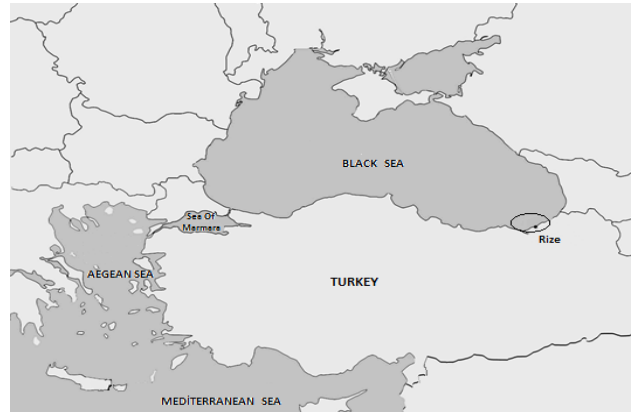 BLACK SEA
Sea Of
Marmara
Rize
AEGEAN SEA
TURKEY
MEDİTERRANEAN SEA